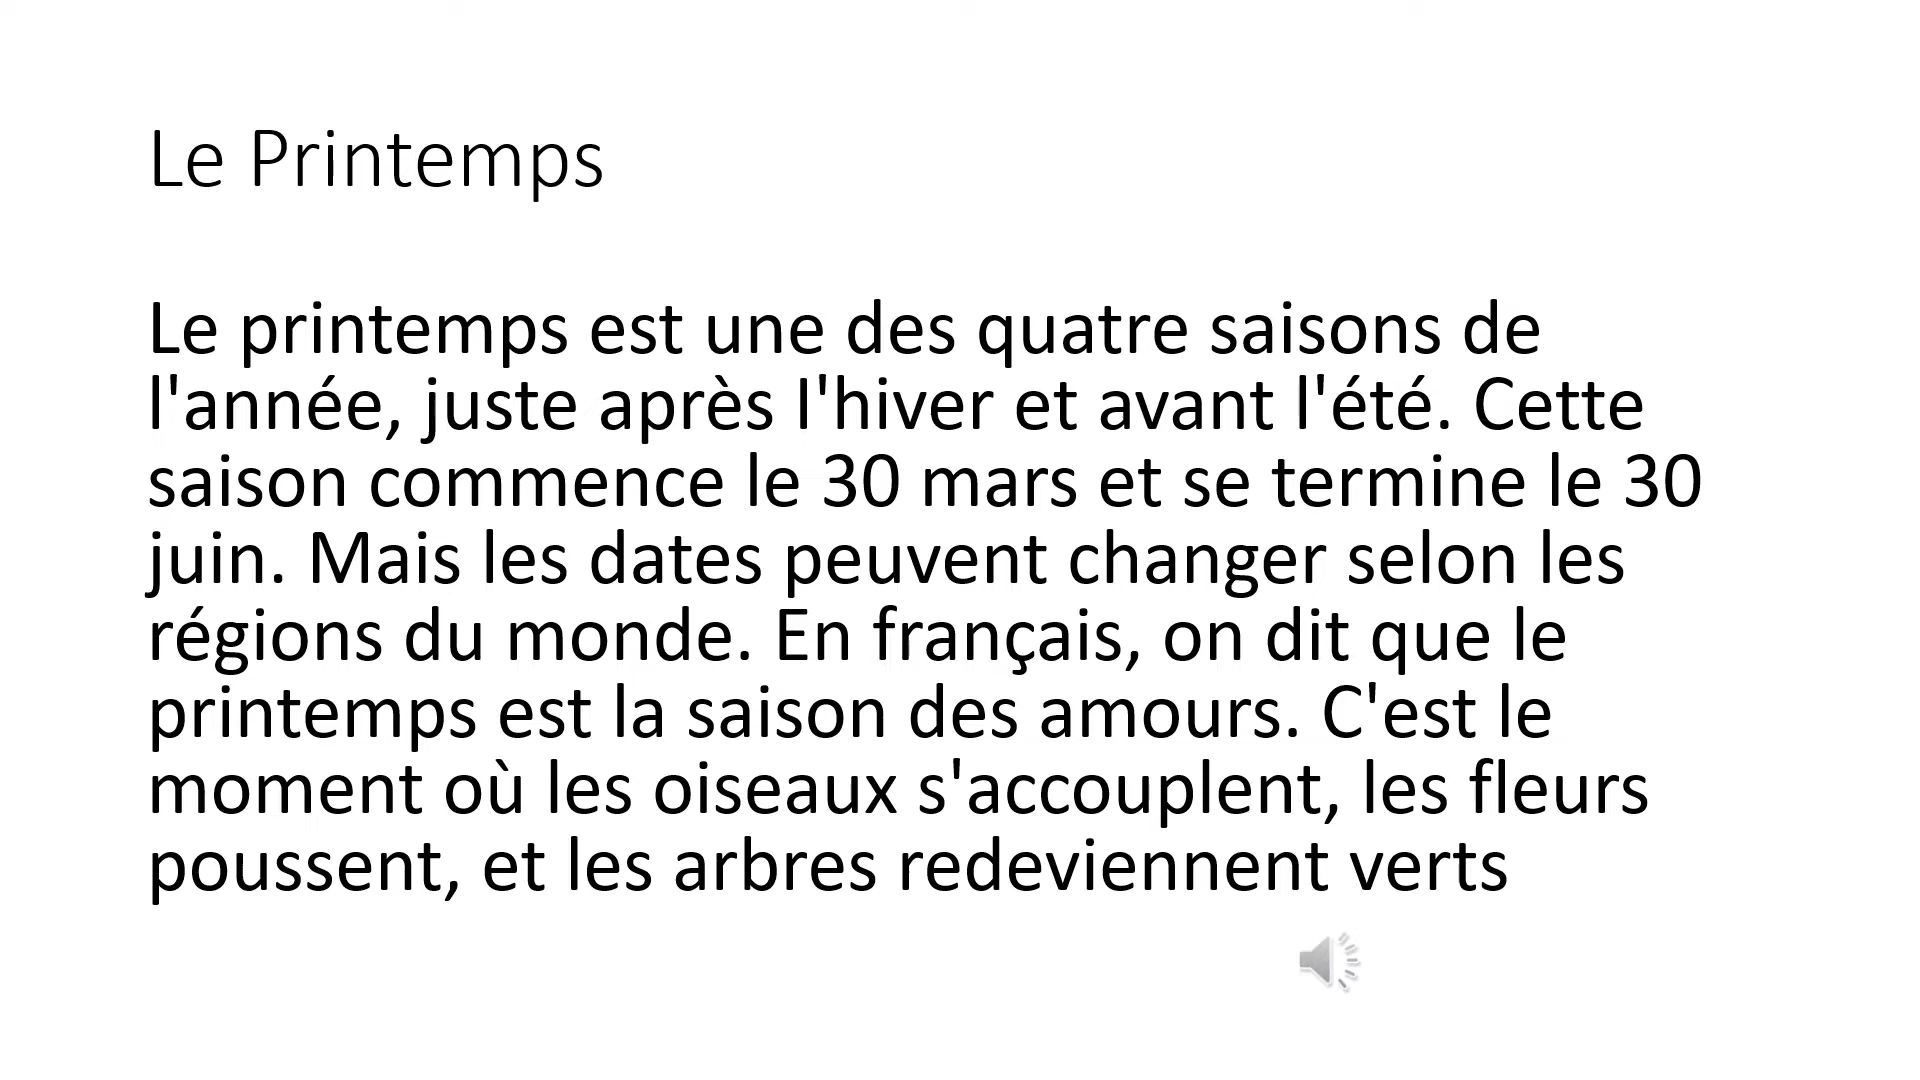 Le Printemps
Le printemps est une des quatre saisons de
l'année, juste après I'hiver et avant l'été. Cette
saison commence le 30 mars et se termine le 30
juin. Mais les dates peuvent changer selon les
régions du monde. En français, on dit que le
printemps est la saison des amours. C'est le
moment où les oiseaux s'accouplent, les fleurs
poussent, et les arbres redeviennent verts